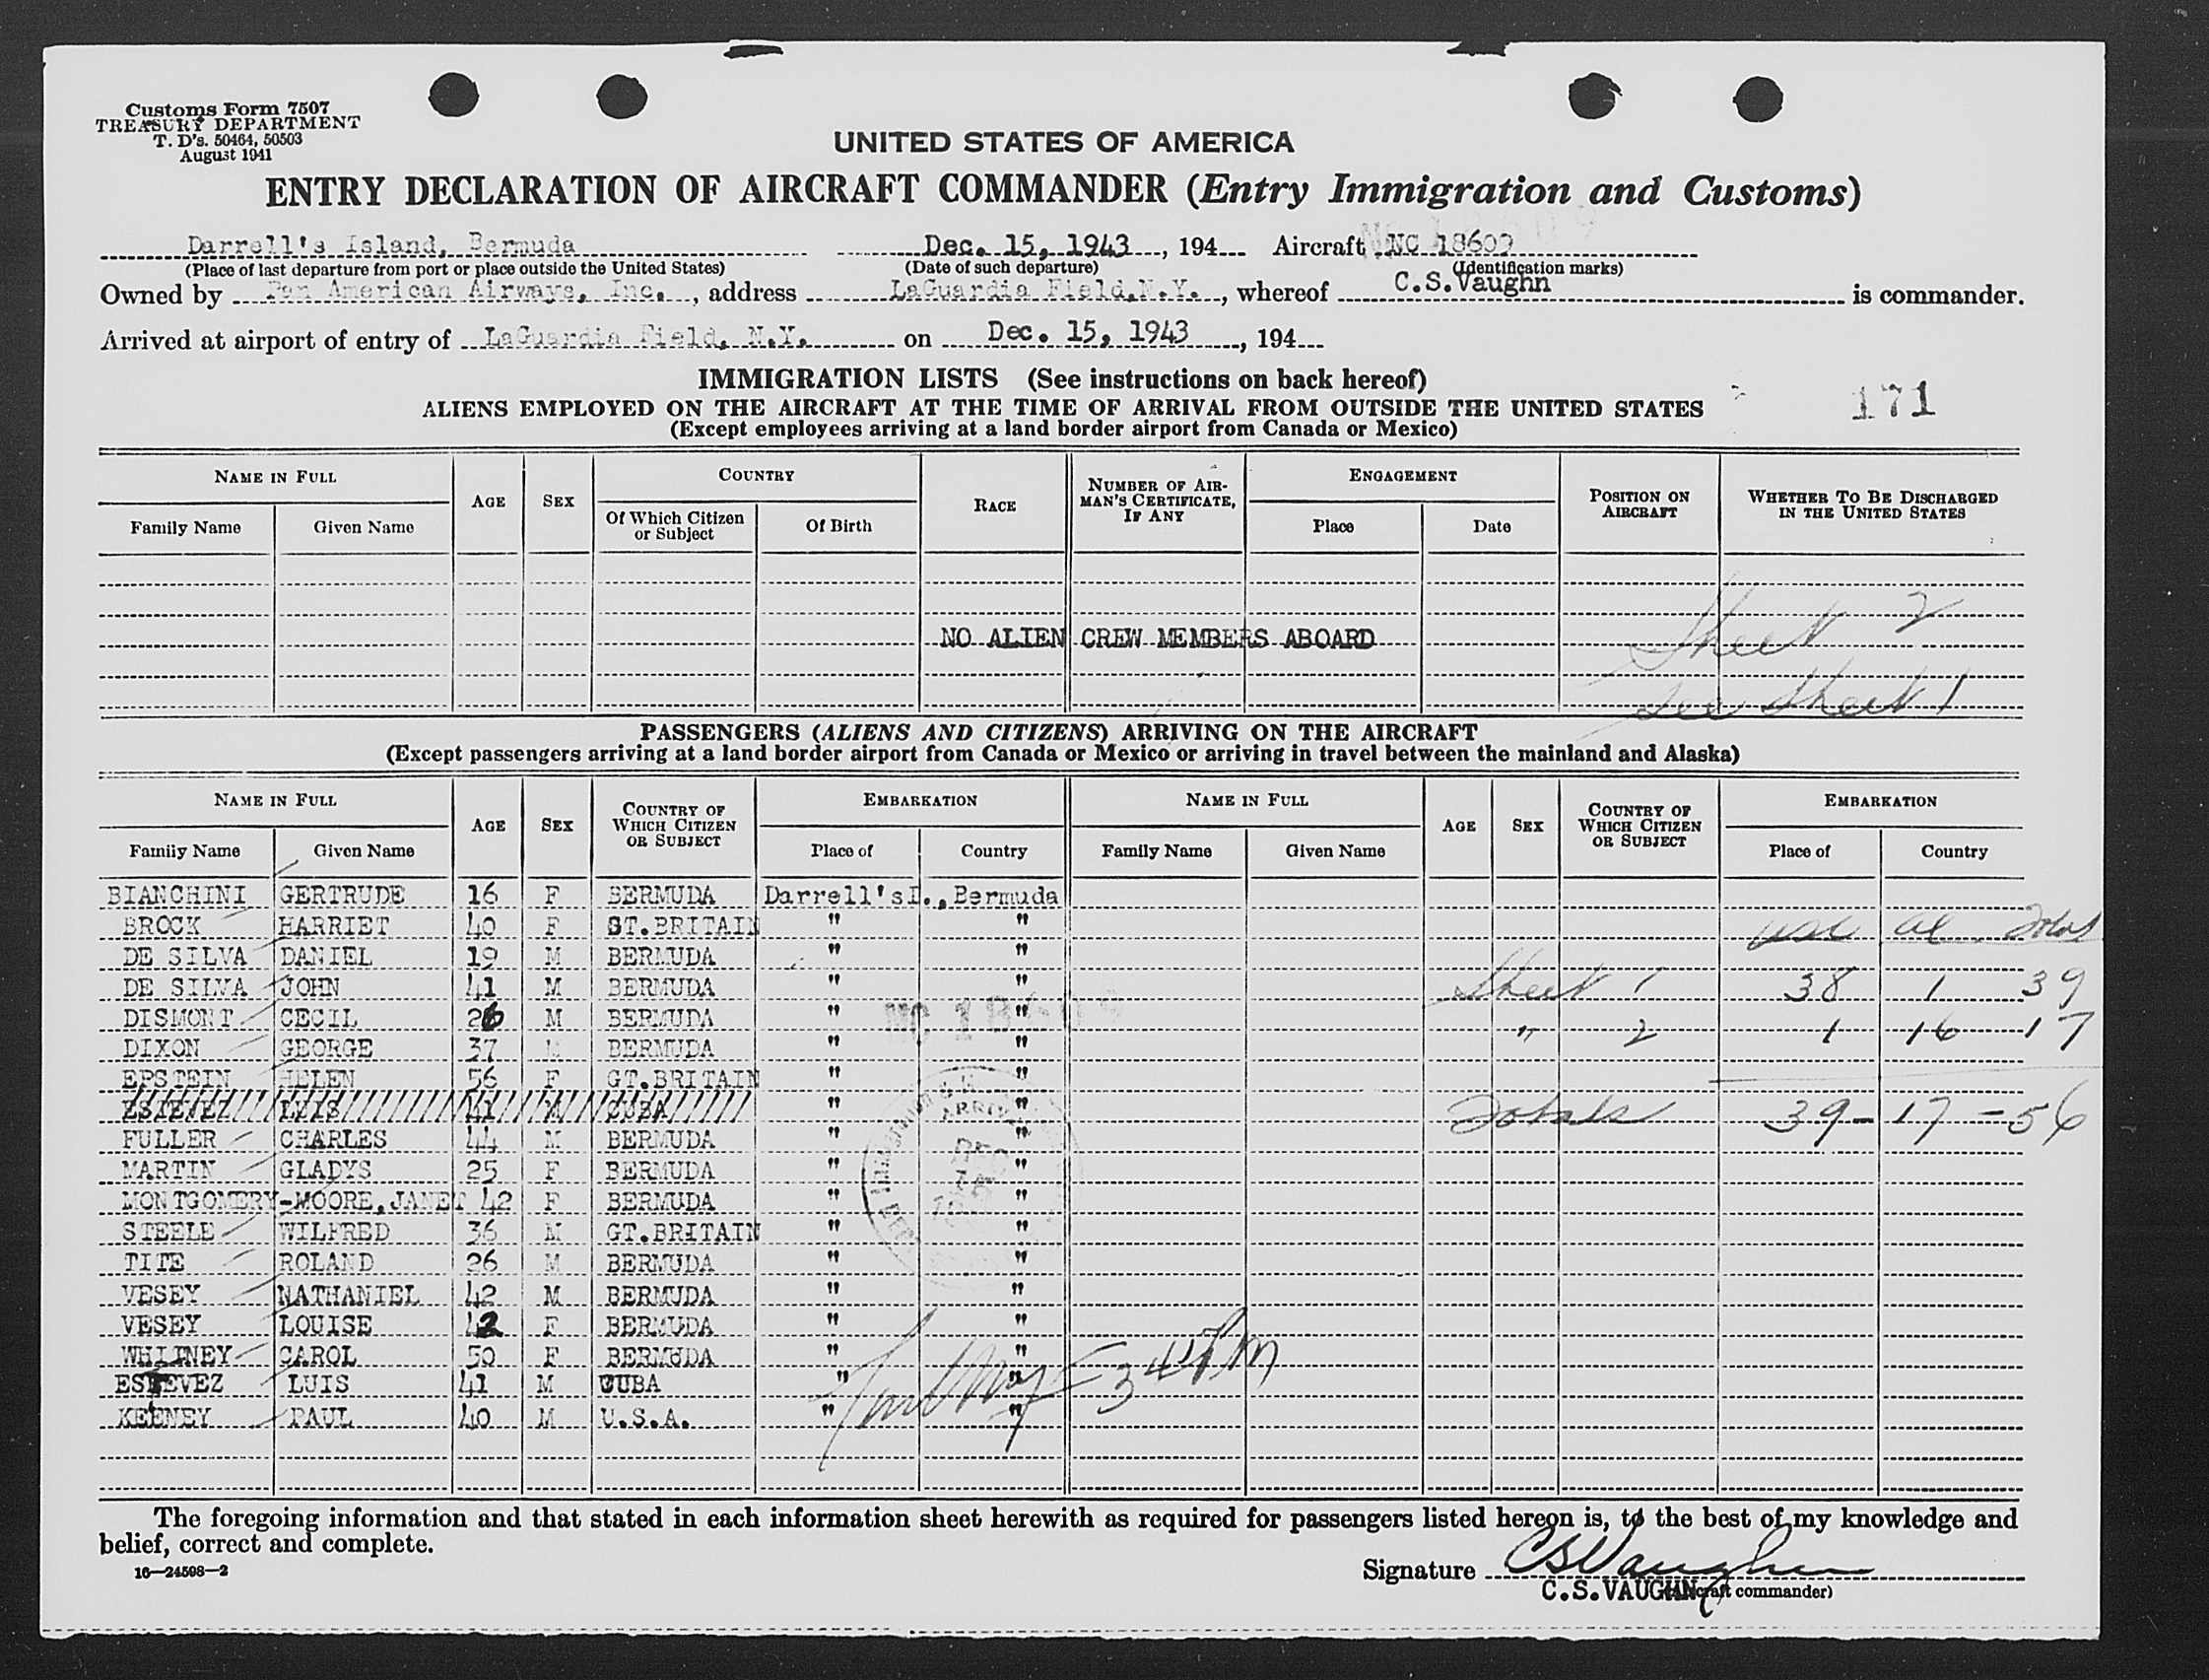 Customs Form 7507
TREASURY DEPARTMENT
T. D's. 50464, 50503
August 1941
UNITED STATES OF AMERICA
ENTRY DECLARATION OF AIRCRAFT COMMANDER (Entry Immigration and Customs)
Darrell's Island, Bermuda Dec. 15, 1943, 194 Aircraft NC 18609
(Place of last departure from port or place outside the United States) (Date of such departure) (Identification marks)
Owned by Pan American Airways, Inc., address LaGuardia Field, N.Y., whereof C.S.Vaughn is commander.
Arrived at airport of entry of LaGuardia Field, N.Y. on Dec. 15, 1943, 194
IMMIGRATION LISTS (See instructions on back hereof)
171
ALIENS EMPLOYED ON THE AIRCRAFT AT THE TIME OF ARRIVAL FROM OUTSIDE THE UNITED STATES
(Except employees arriving at a land border airport from Canada or Mexico)
NAME IN FULL AGE SEX COUNTRY RACE NUMBER OF AIRMAN'S CERTIFICATE, IF ANY ENGAGEMENT POSITION ON AIRCRAFT WHETHER TO BE DISCHARGED IN THE UNITED STATES
Family Name Given Name Of Which Citizen or Subject Of Birth Place Date
NO ALIEN CREW MEMBERS ABOARD Sheet 2
See Sheet 1
PASSENGERS (ALIENS AND CITIZENS) ARRIVING ON THE AIRCRAFT
(Except passengers arriving at a land border airport from Canada or Mexico or arriving in travel between the mainland and Alaska)
NAME IN FULL AGE SEX COUNTRY OF WHICH CITIZEN OR SUBJECT EMBARKATION NAME IN FULL AGE SEX COUNTRY OF WHICH CITIZEN OR SUBJECT EMBARKATION
Family Name Given Name Place of Country Family Name Given Name Place of Country
BIANCHINI GERTRUDE 16 F BERMUDA Darrell's I., Bermuda
BROCK HARRIET 40 F GT.BRITAIN " " USC al Total
DE SILVA DANIEL 19 M BERMUDA " "
DE SILVA JOHN 41 M BERMUDA " " Sheet 1 38 1 39
DISMONT CECIL 26 M BERMUDA " " NC 18609 " 2 1 16 17
DIXON GEORGE 37 M BERMUDA " "
EPSTEIN HELEN 56 F GT.BRITAIN " "
ESTEVEZ LUIS 41 M CUBA " " Totals 39 - 17 = 56
FULLER CHARLES 44 M BERMUDA " "
MARTIN GLADYS 25 F BERMUDA " "
MONTGOMERY-MOORE, JANET 42 F BERMUDA " "
STEELE WILFRED 36 M GT.BRITAIN " "
TITE ROLAND 26 M BERMUDA " "
VESEY NATHANIEL 42 M BERMUDA " "
VESEY LOUISE 42 F BERMUDA " "
WHITNEY CAROL 50 F BERMUDA " "
ESTEVEZ LUIS 41 M CUBA " "
KEENEY PAUL 40 M U.S.A. " "
The foregoing information and that stated in each information sheet herewith as required for passengers listed hereon is, to the best of my knowledge and
belief, correct and complete.
16—24598—2
Signature CS Vaughn
C.S.VAUGHN (Aircraft commander)